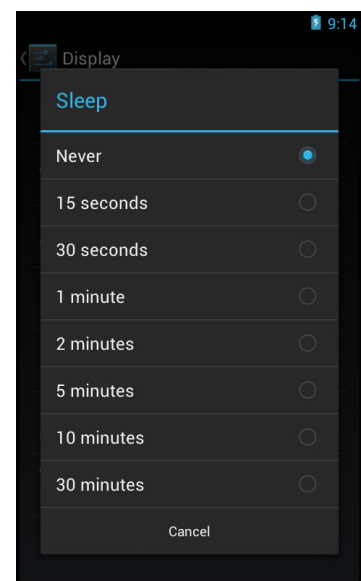 9:14
Display
Sleep
Never
15 seconds
30 seconds
1 minute
2 minutes
5 minutes
10 minutes
30 minutes
Cancel